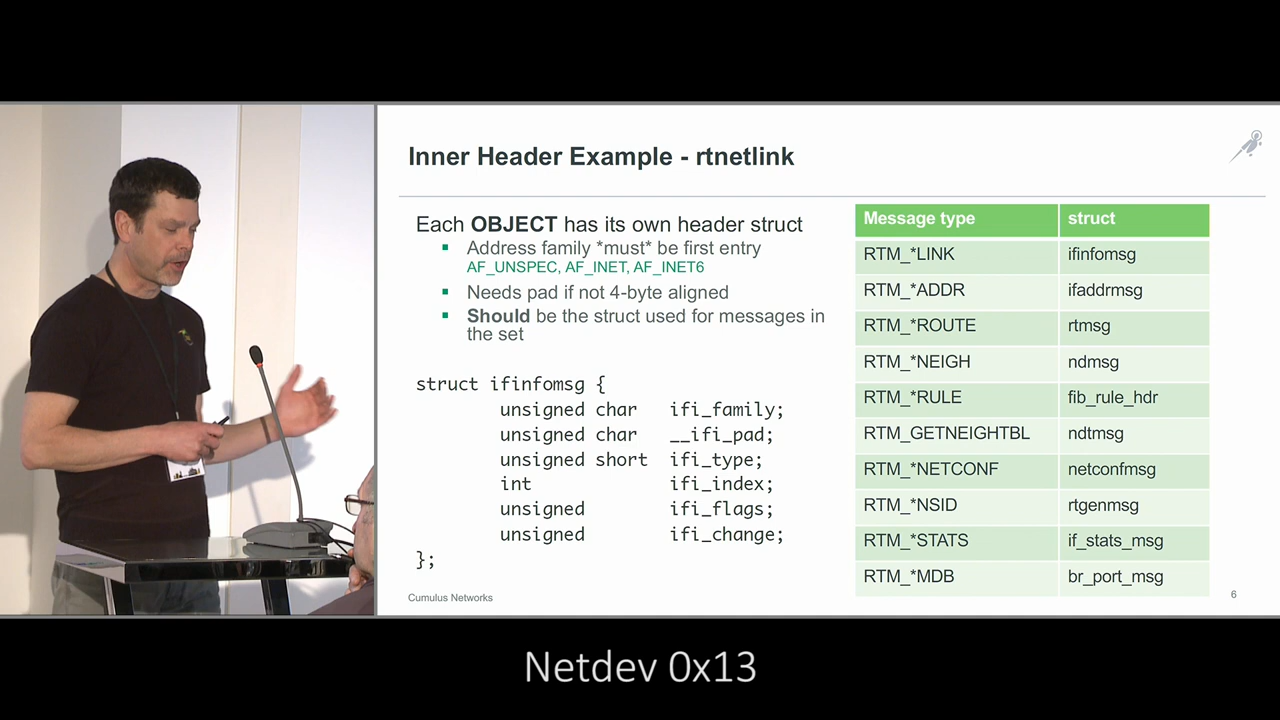 Inner Header Example - rtnetlink
Each OBJECT has its own header struct
▪ Address family *must* be first entry
AF_UNSPEC, AF_INET, AF_INET6
▪ Needs pad if not 4-byte aligned
▪ Should be the struct used for messages in
the set
struct ifinfomsg {
unsigned char ifi_family;
unsigned char __ifi_pad;
unsigned short ifi_type;
int ifi_index;
unsigned ifi_flags;
unsigned ifi_change;
};
Message type struct
RTM_*LINK ifinfomsg
RTM_*ADDR ifaddrmsg
RTM_*ROUTE rtmsg
RTM_*NEIGH ndmsg
RTM_*RULE fib_rule_hdr
RTM_GETNEIGHTBL ndtmsg
RTM_*NETCONF netconfmsg
RTM_*NSID rtgenmsg
RTM_*STATS if_stats_msg
RTM_*MDB br_port_msg
Cumulus Networks
6
Netdev 0x13